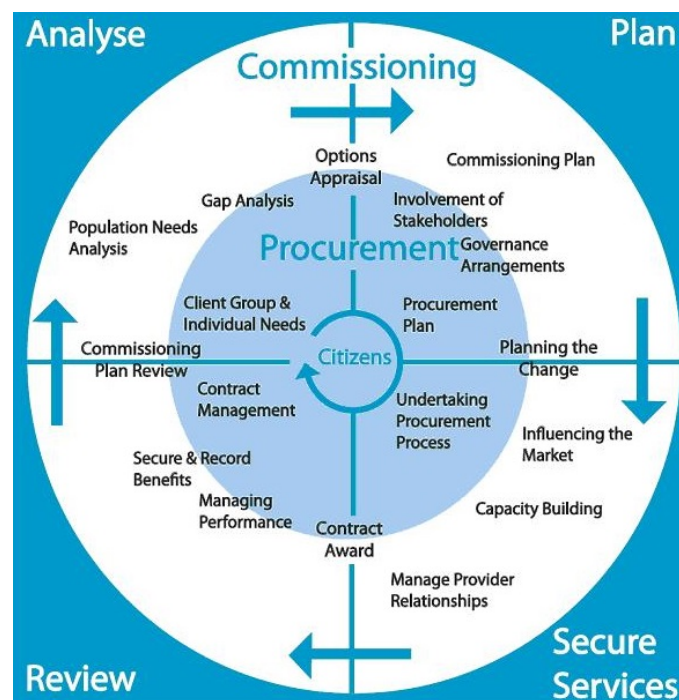 Analyse
Plan
Commissioning
Options
Appraisal
Commissioning Plan
Gap Analysis
Involvement of
Stakeholders
Population Needs
Analysis
Procurement
Governance
Arrangements
Client Group &
Individual Needs
Procurement
Plan
Commissioning
Plan Review
Citizens
Planning the
Change
Contract
Management
Undertaking
Procurement
Process
Influencing the
Market
Secure & Record
Benefits
Managing
Performance
Capacity Building
Contract
Award
Manage Provider
Relationships
Review
Secure
Services